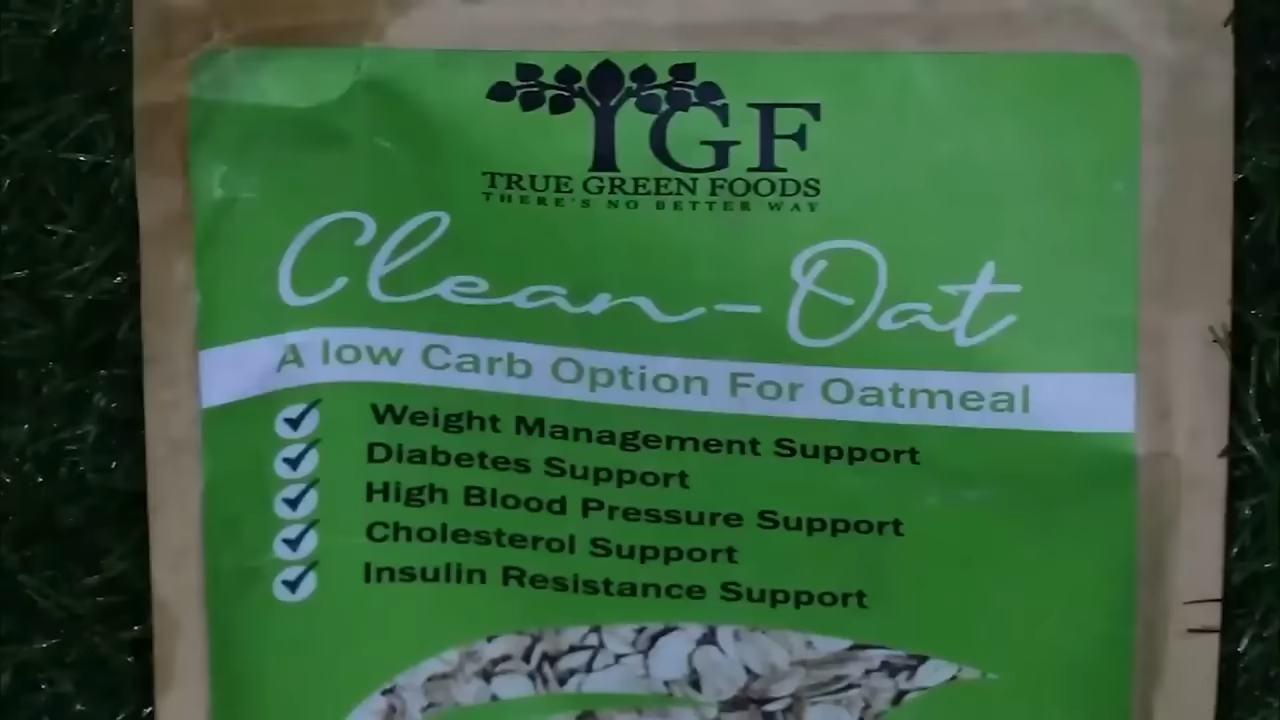 TGF
TRUE GREEN FOODS
THERE'S NO BETTER WAY
Clean-Oat
A low Carb Option For Oatmeal
Weight Management Support
Diabetes Support
High Blood Pressure Support
Cholesterol Support
Insulin Resistance Support